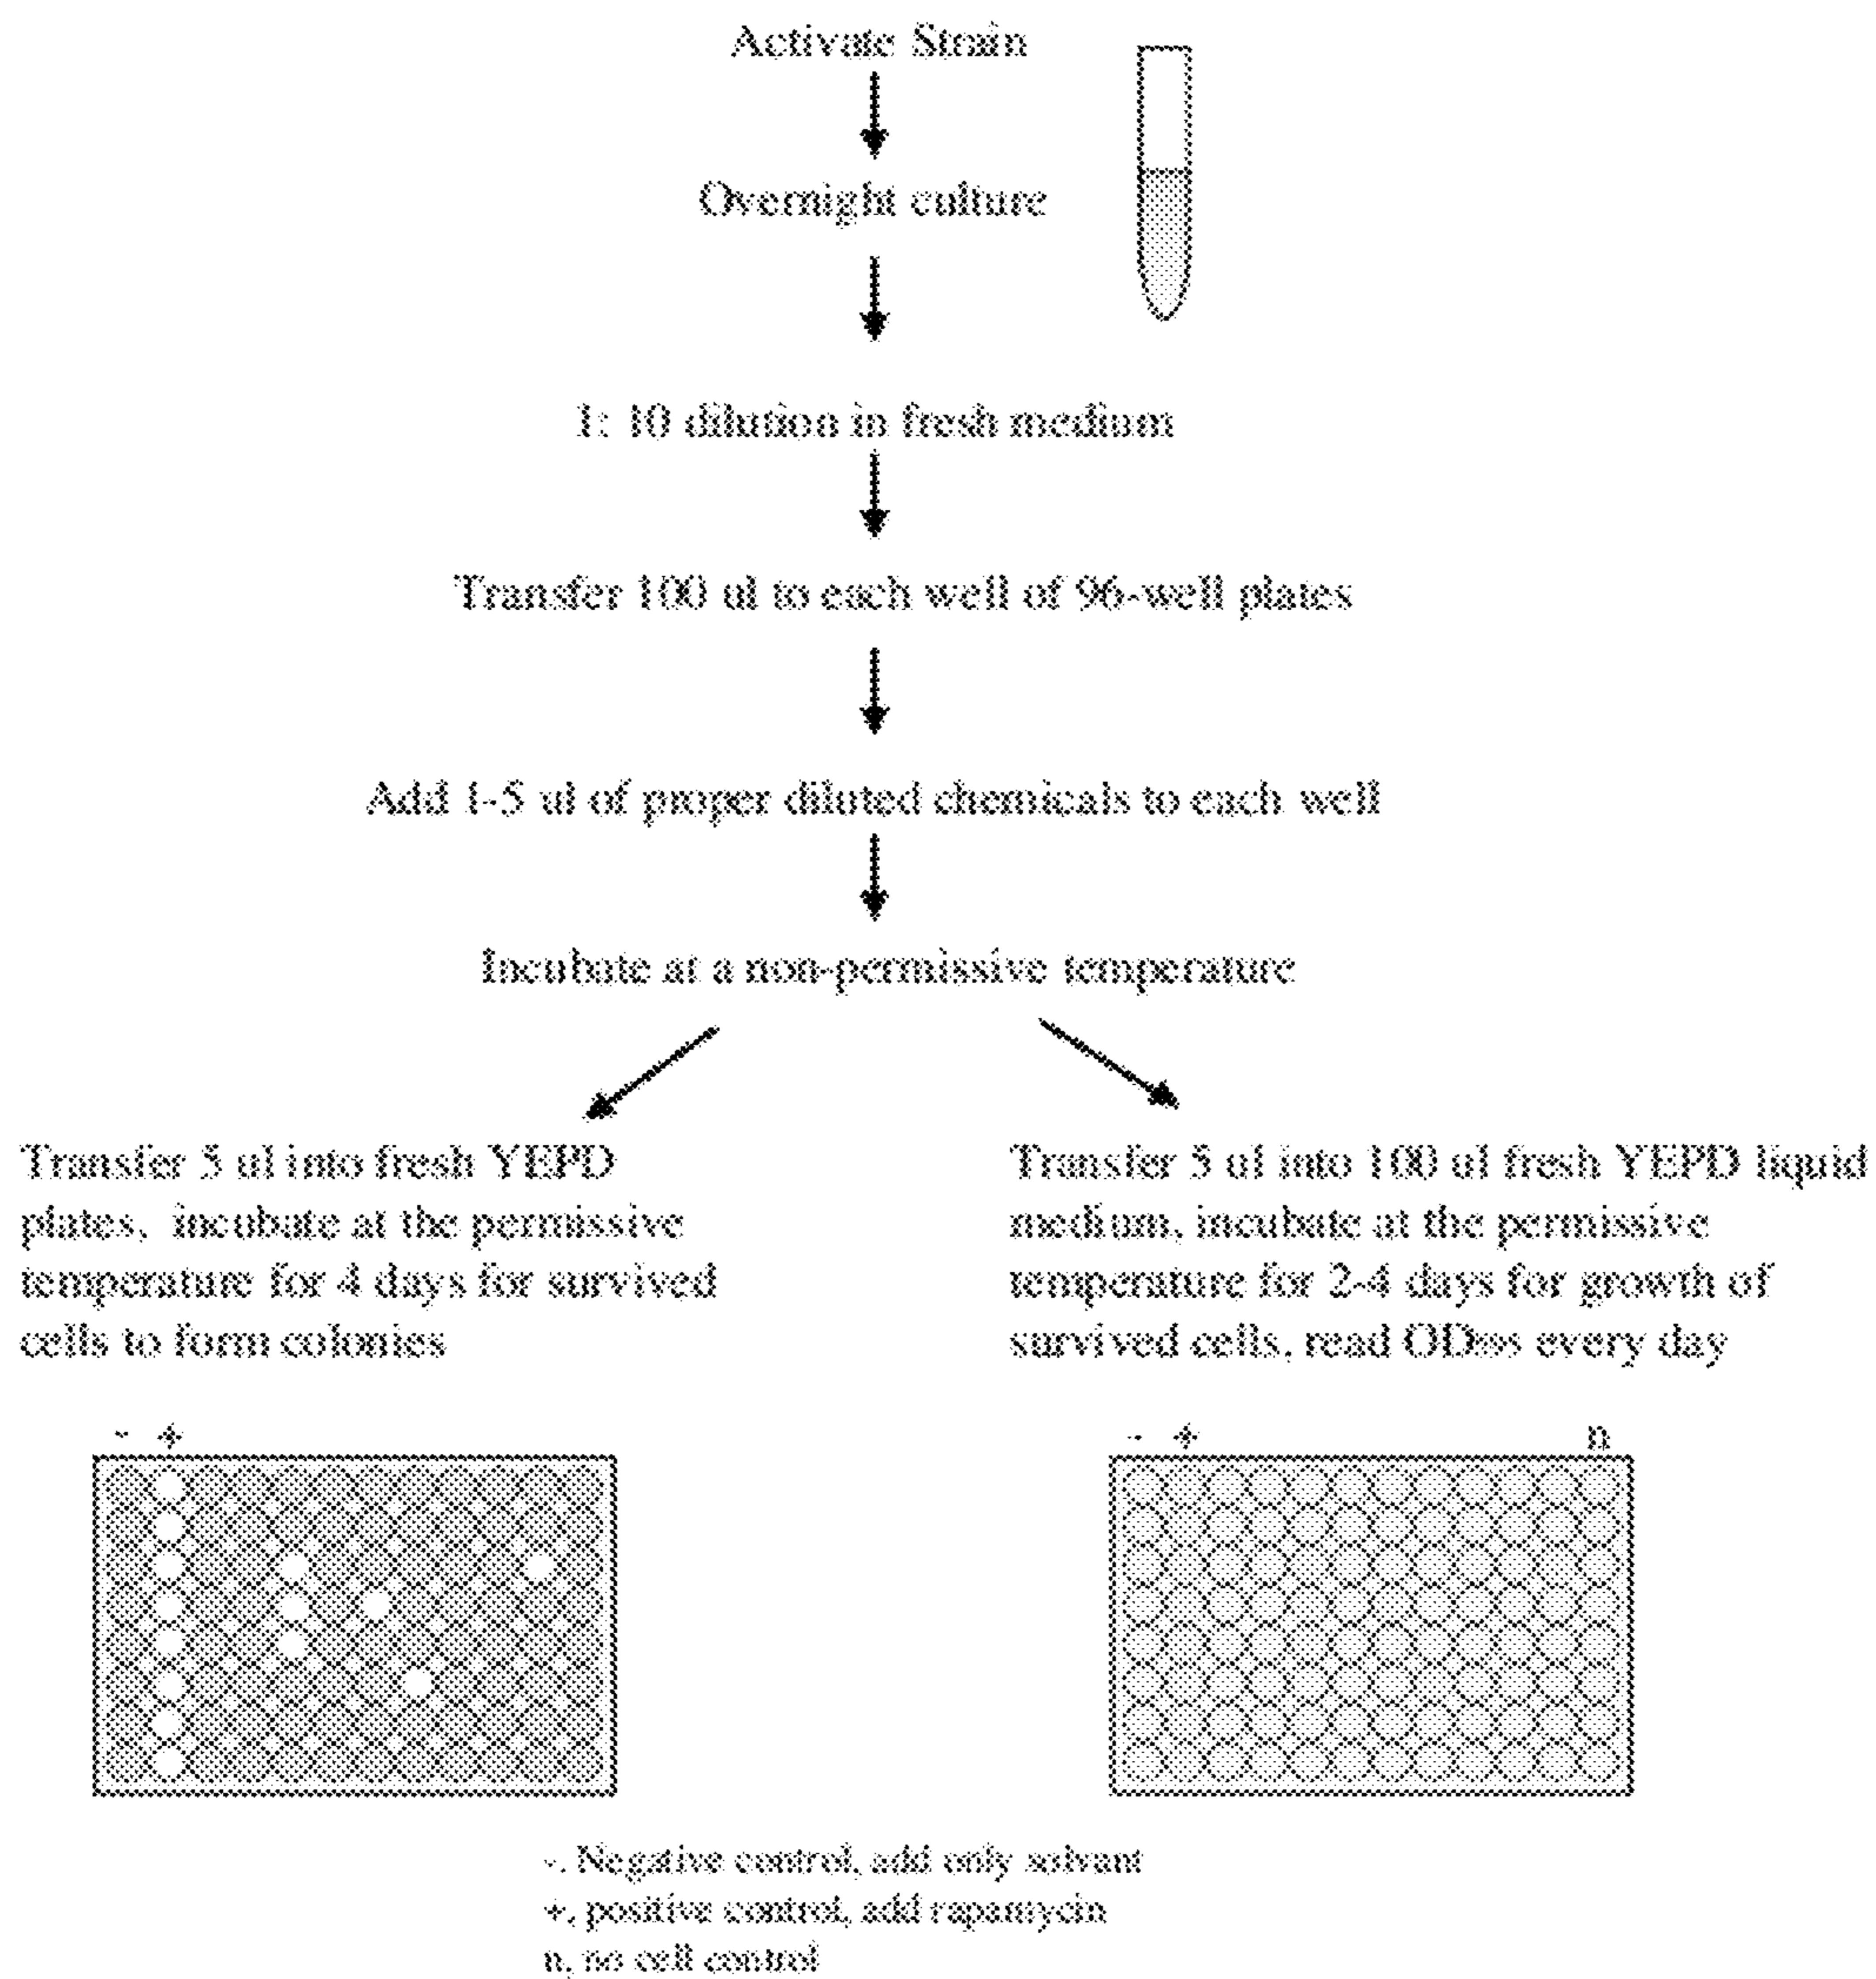 Activate Strain
Overnight culture
1: 10 dilution in fresh medium
Transfer 100 ul to each well of 96-well plates
Add 1-5 ul of proper diluted chemicals to each well
Incubate at a non-permissive temperature
Transfer 5 ul into fresh YEPD
plates, incubate at the permissive
temperature for 4 days for survived
cells to form colonies
Transfer 5 ul into 100 ul fresh YEPD liquid
medium, incubate at the permissive
temperature for 2-4 days for growth of
survived cells, read every day
- +
- + n
-, Negative control, add only solvent
+, positive control, add rapamycin
n, no cell control